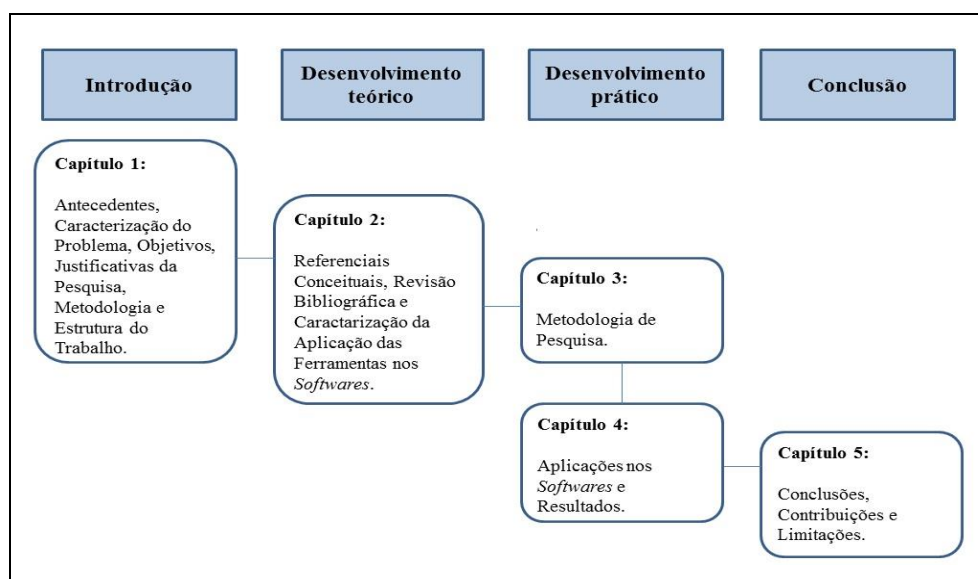 Introdução
Desenvolvimento
teórico
Desenvolvimento
prático
Conclusão
Capítulo 1:
Antecedentes,
Caracterização do
Problema, Objetivos,
Justificativas da
Pesquisa,
Metodologia e
Estrutura do
Trabalho.
Capítulo 2:
Referenciais
Conceituais, Revisão
Bibliográfica e
Caractarização da
Aplicação das
Ferramentas nos
Softwares.
Capítulo 3:
Metodologia de
Pesquisa.
Capítulo 4:
Aplicações nos
Softwares e
Resultados.
Capítulo 5:
Conclusões,
Contribuições e
Limitações.